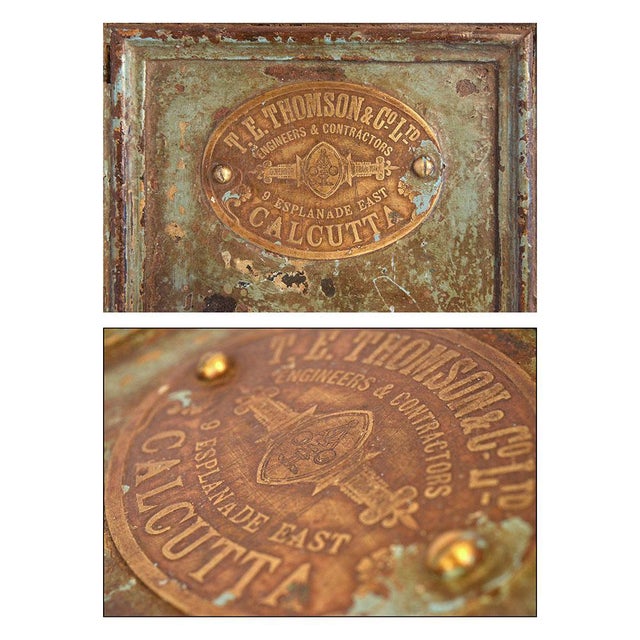 T. E. THOMSON & CO LTD
ENGINEERS & CONTRACTORS
9 ESPLANADE EAST
CALCUTTA
T. E. THOMSON & CO LTD
ENGINEERS & CONTRACTORS
9 ESPLANADE EAST
CALCUTTA